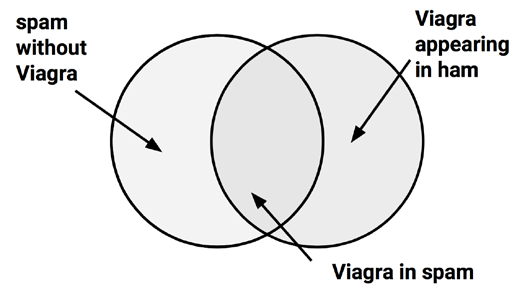 spam
without
Viagra
Viagra
appearing
in ham
Viagra in spam